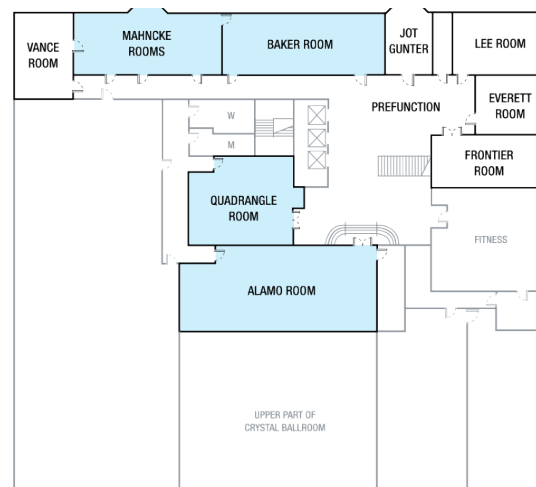 VANCE
ROOM
MAHNCKE
ROOMS
BAKER ROOM
JOT
GUNTER
LEE ROOM
PREFUNCTION
EVERETT
ROOM
W
M
FRONTIER
ROOM
QUADRANGLE
ROOM
FITNESS
ALAMO ROOM
UPPER PART OF
CRYSTAL BALLROOM